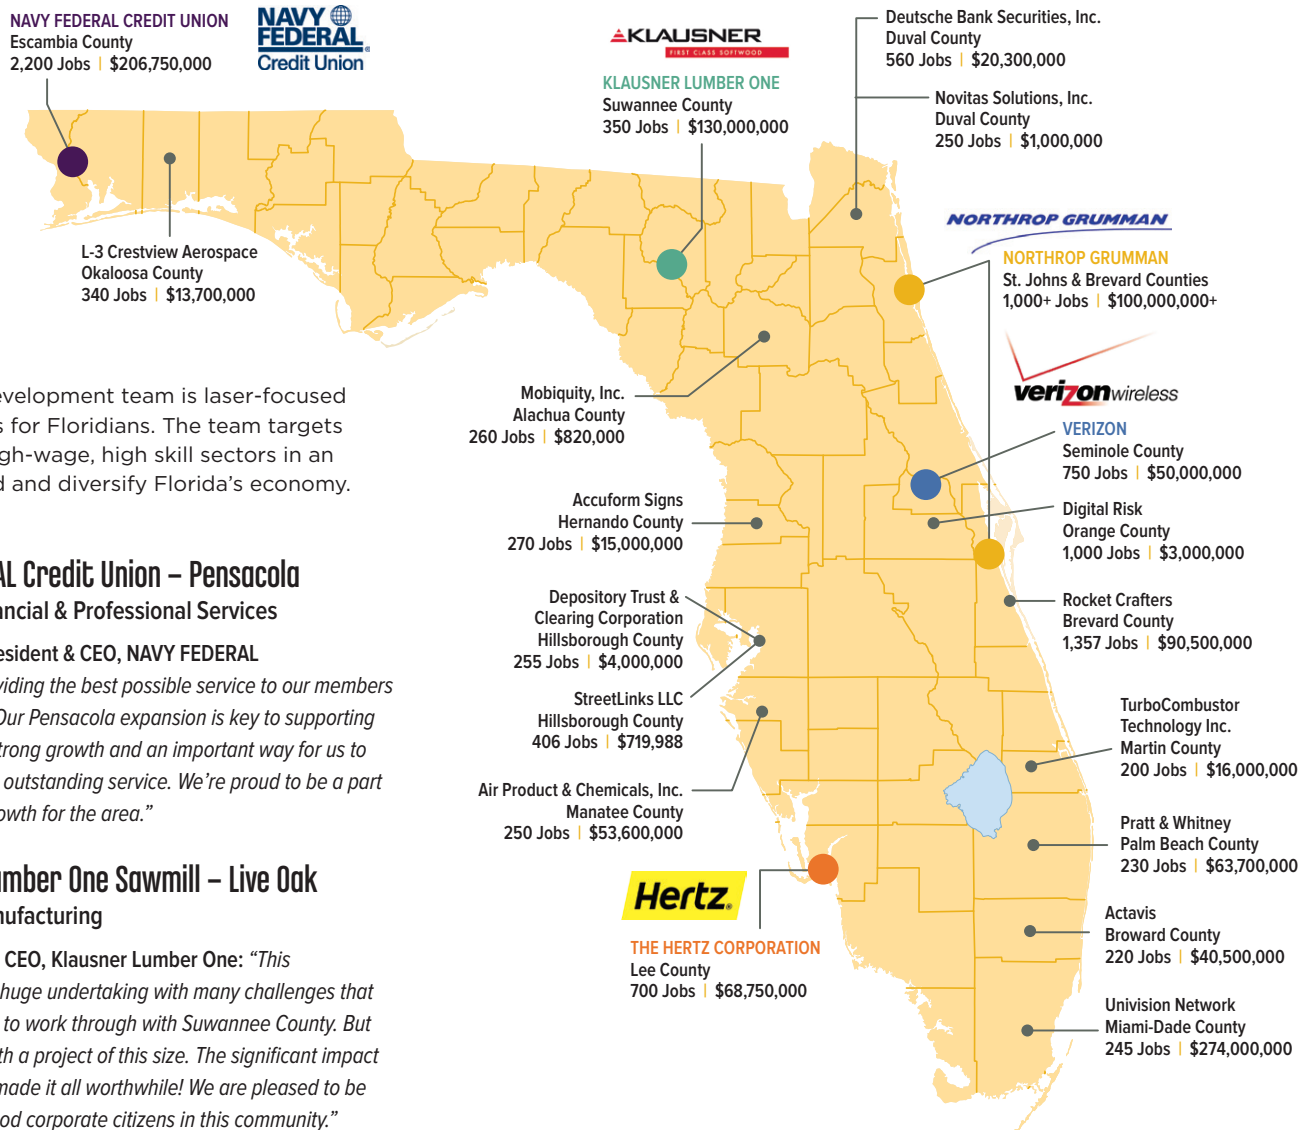 NAVY FEDERAL CREDIT UNION
Escambia County
2,200 Jobs | $206,750,000
NAVY
FEDERAL
Credit Union
KLAUSNER
FIRST CLASS SOFTWOOD
KLAUSNER LUMBER ONE
Suwannee County
350 Jobs | $130,000,000
Deutsche Bank Securities, Inc.
Duval County
560 Jobs | $20,300,000
Novitas Solutions, Inc.
Duval County
250 Jobs | $1,000,000
L-3 Crestview Aerospace
Okaloosa County
340 Jobs | $13,700,000
NORTHROP GRUMMAN
NORTHROP GRUMMAN
St. Johns & Brevard Counties
1,000+ Jobs | $100,000,000+
verizon wireless
VERIZON
Seminole County
750 Jobs | $50,000,000
Mobiquity, Inc.
Alachua County
260 Jobs | $820,000
Accuform Signs
Hernando County
270 Jobs | $15,000,000
Digital Risk
Orange County
1,000 Jobs | $3,000,000
Depository Trust &
Clearing Corporation
Hillsborough County
255 Jobs | $4,000,000
Rocket Crafters
Brevard County
1,357 Jobs | $90,500,000
StreetLinks LLC
Hillsborough County
406 Jobs | $719,988
TurboCombustor
Technology Inc.
Martin County
200 Jobs | $16,000,000
Air Product & Chemicals, Inc.
Manatee County
250 Jobs | $53,600,000
Pratt & Whitney
Palm Beach County
230 Jobs | $63,700,000
Hertz.
THE HERTZ CORPORATION
Lee County
700 Jobs | $68,750,000
Actavis
Broward County
220 Jobs | $40,500,000
Univision Network
Miami-Dade County
245 Jobs | $274,000,000
evelopment team is laser-focused
s for Floridians. The team targets
gh-wage, high skill sectors in an
d and diversify Florida's economy.
AL Credit Union – Pensacola
ancial & Professional Services
esident & CEO, NAVY FEDERAL
viding the best possible service to our members
Our Pensacola expansion is key to supporting
trong growth and an important way for us to
outstanding service. We're proud to be a part
owth for the area.”
umber One Sawmill – Live Oak
nufacturing
CEO, Klausner Lumber One: “This
huge undertaking with many challenges that
to work through with Suwannee County. But
th a project of this size. The significant impact
made it all worthwhile! We are pleased to be
od corporate citizens in this community.”